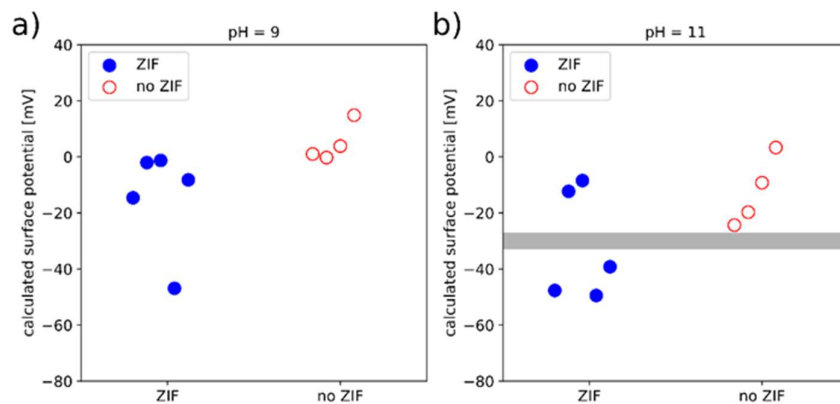 a)
pH = 9
calculated surface potential [mV]
40
20
0
−20
−40
−60
−80
ZIF
no ZIF
ZIF
no ZIF
b)
pH = 11
calculated surface potential [mV]
40
20
0
−20
−40
−60
−80
ZIF
no ZIF
ZIF
no ZIF